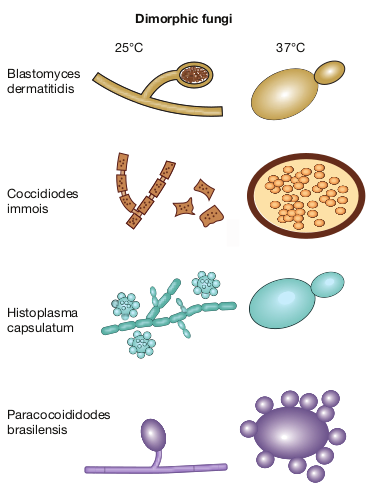 Dimorphic fungi
25°C 37°C
Blastomyces
dermatitidis
Coccidiodes
immois
Histoplasma
capsulatum
Paracocoididodes
brasilensis